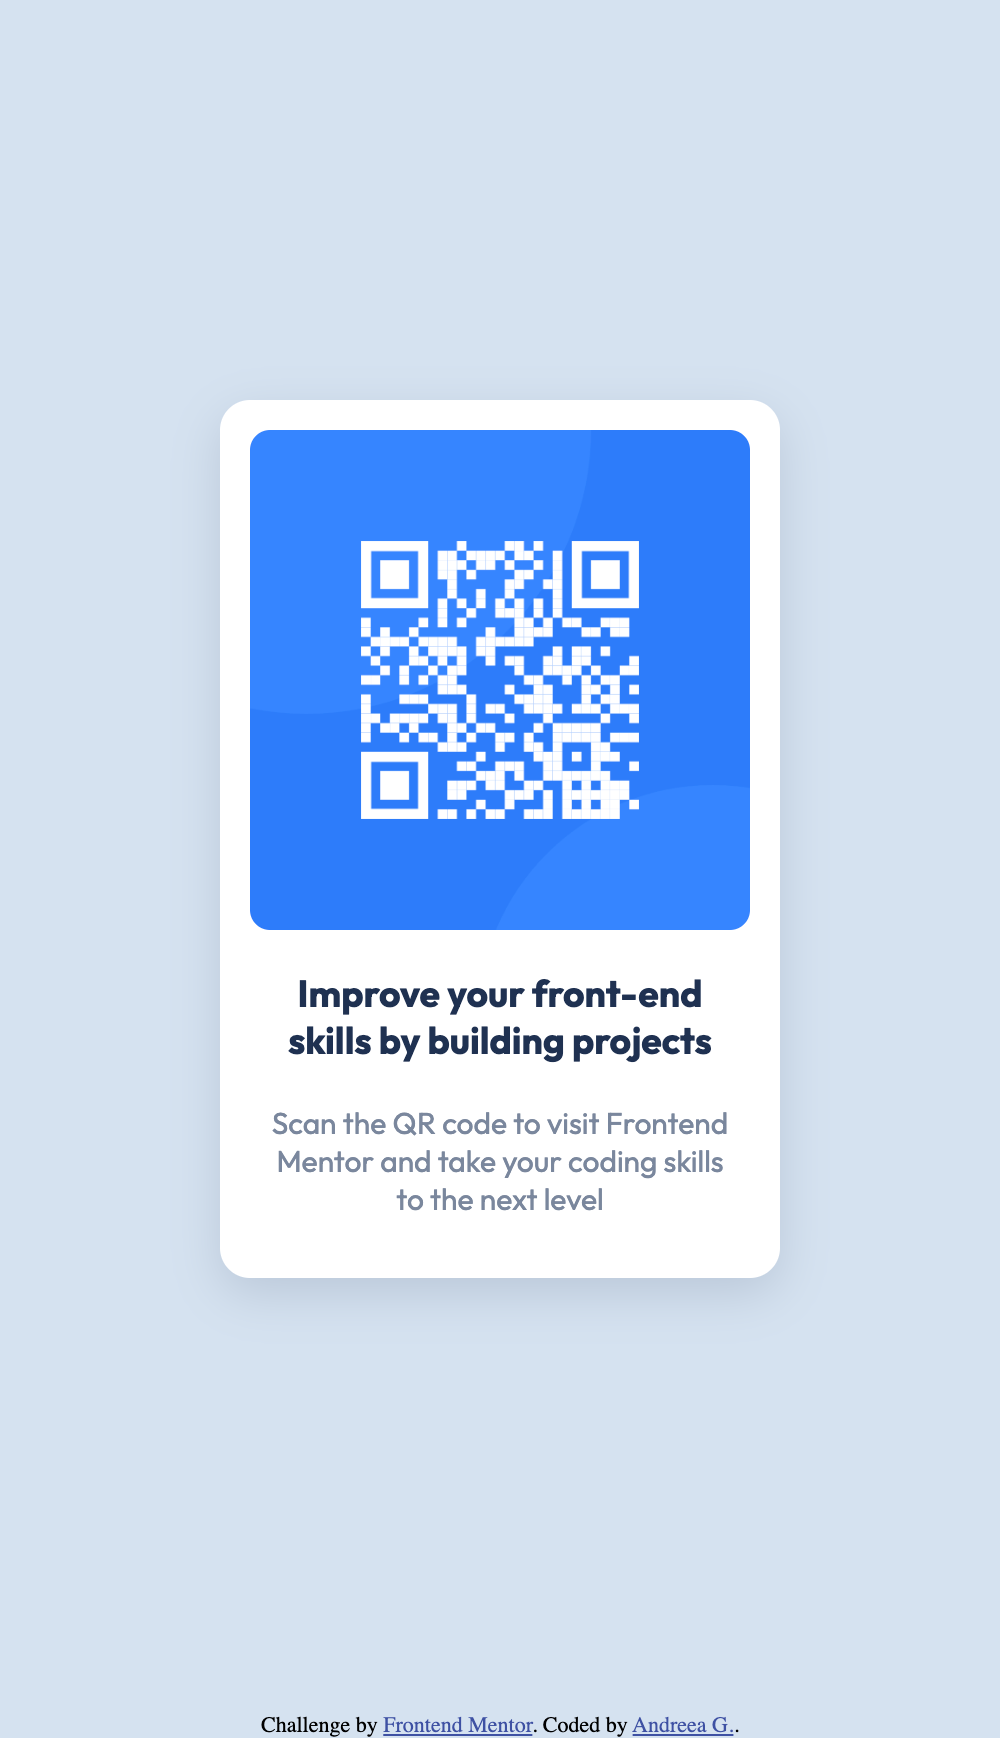 Improve your front-end
skills by building projects
Scan the QR code to visit Frontend
Mentor and take your coding skills
to the next level
Challenge by Frontend Mentor. Coded by Andreea G..